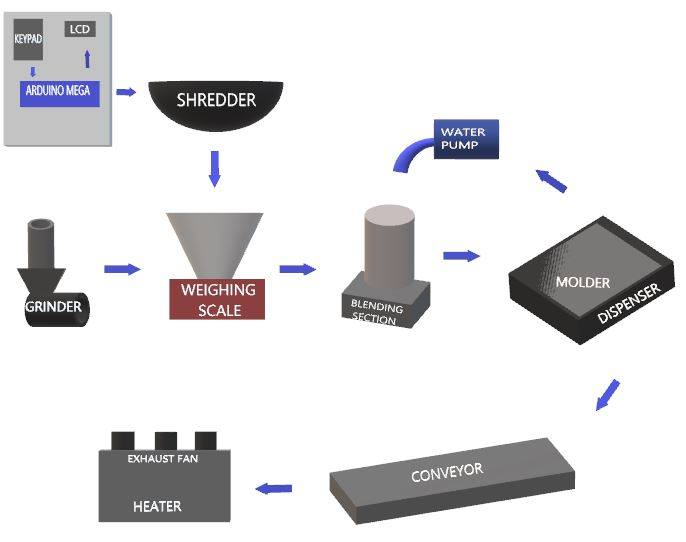 KEYPAD
LCD
ARDUINO MEGA
SHREDDER
WATER
PUMP
GRINDER
WEIGHING
SCALE
BLENDING
SECTION
MOLDER
DISPENSER
EXHAUST FAN
HEATER
CONVEYOR